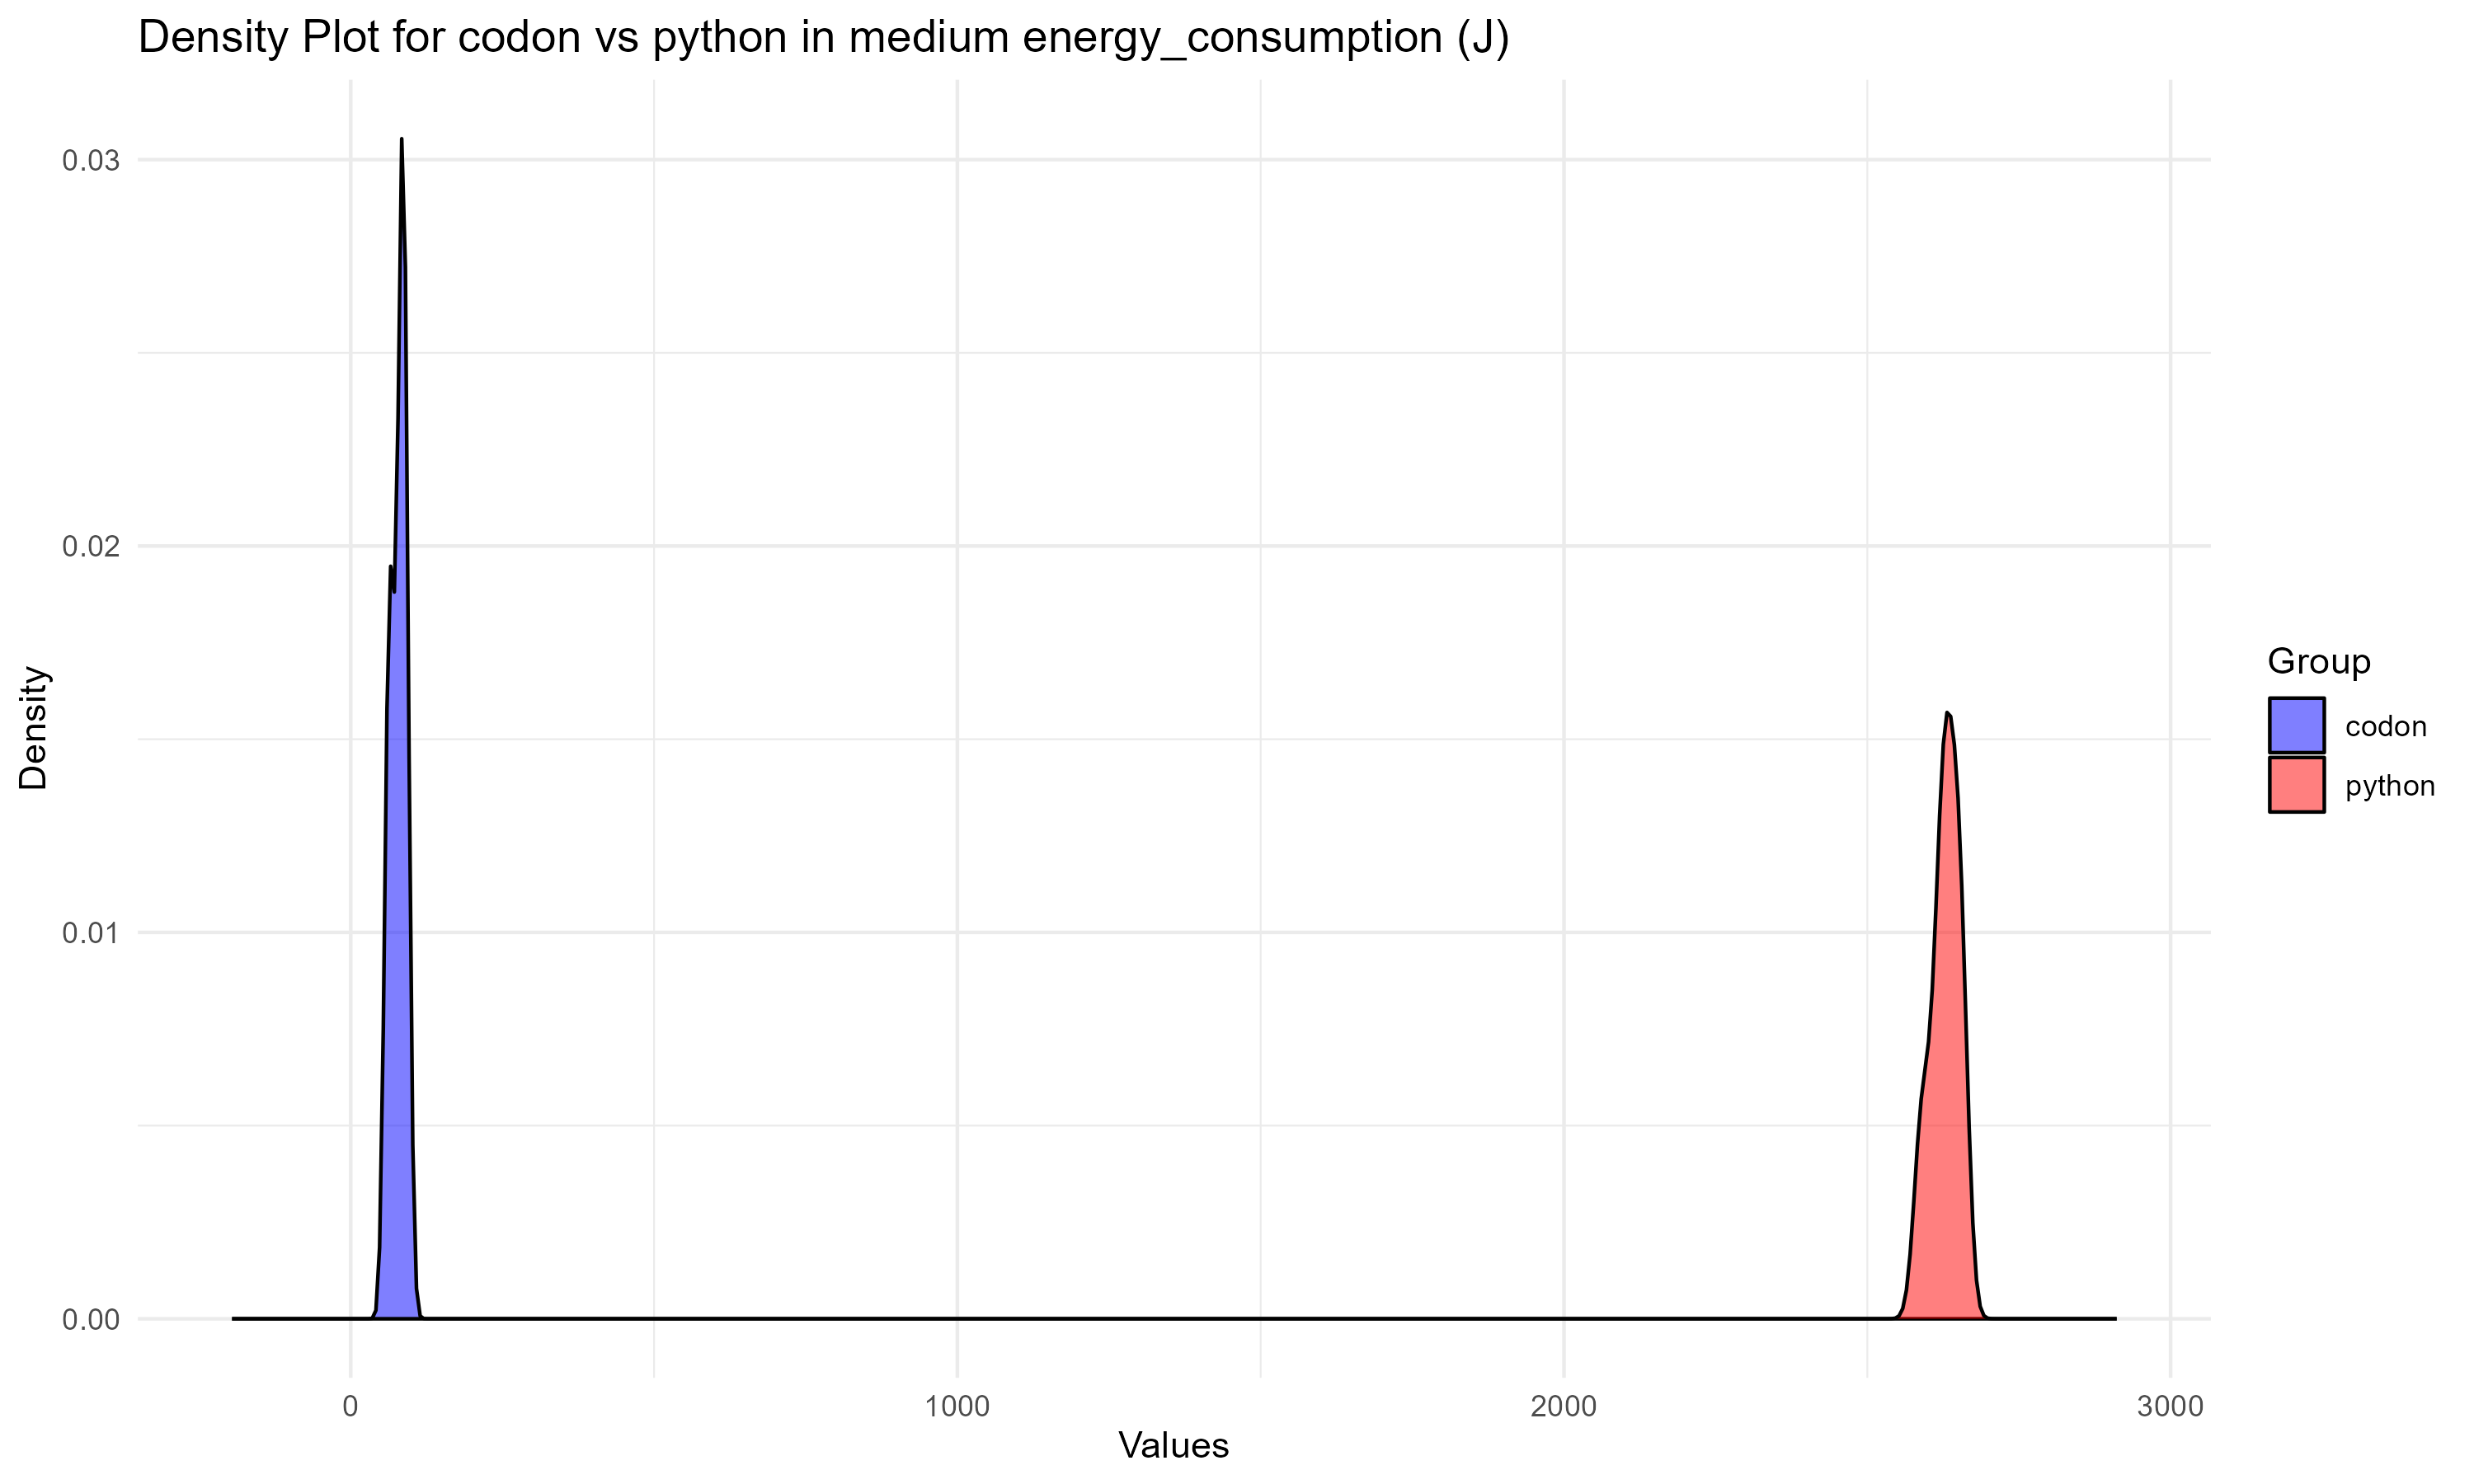 Density Plot for codon vs python in medium energy_consumption (J)
0.03
0.02
0.01
0.00
Density
0
1000
2000
3000
Values
Group
codon
python